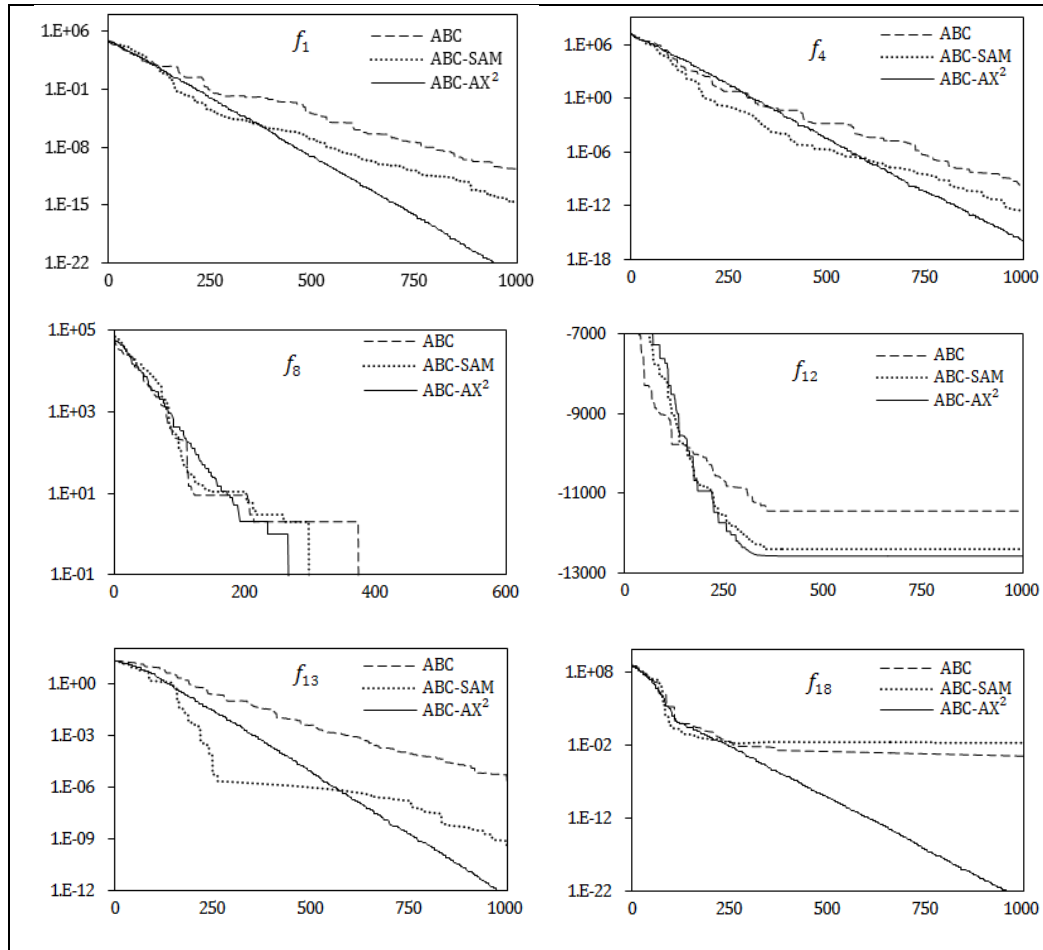 f1
ABC
ABC-SAM
ABC-AX²
1.E+06
1.E-01
1.E-08
1.E-15
1.E-22
0 250 500 750 1000
f4
ABC
ABC-SAM
ABC-AX²
1.E+06
1.E+00
1.E-06
1.E-12
1.E-18
0 250 500 750 1000
f8
ABC
ABC-SAM
ABC-AX²
1.E+05
1.E+03
1.E+01
1.E-01
0 200 400 600
f12
ABC
ABC-SAM
ABC-AX²
-7000
-9000
-11000
-13000
0 250 500 750 1000
f13
ABC
ABC-SAM
ABC-AX²
1.E+00
1.E-03
1.E-06
1.E-09
1.E-12
0 250 500 750 1000
f18
ABC
ABC-SAM
ABC-AX²
1.E+08
1.E-02
1.E-12
1.E-22
0 250 500 750 1000